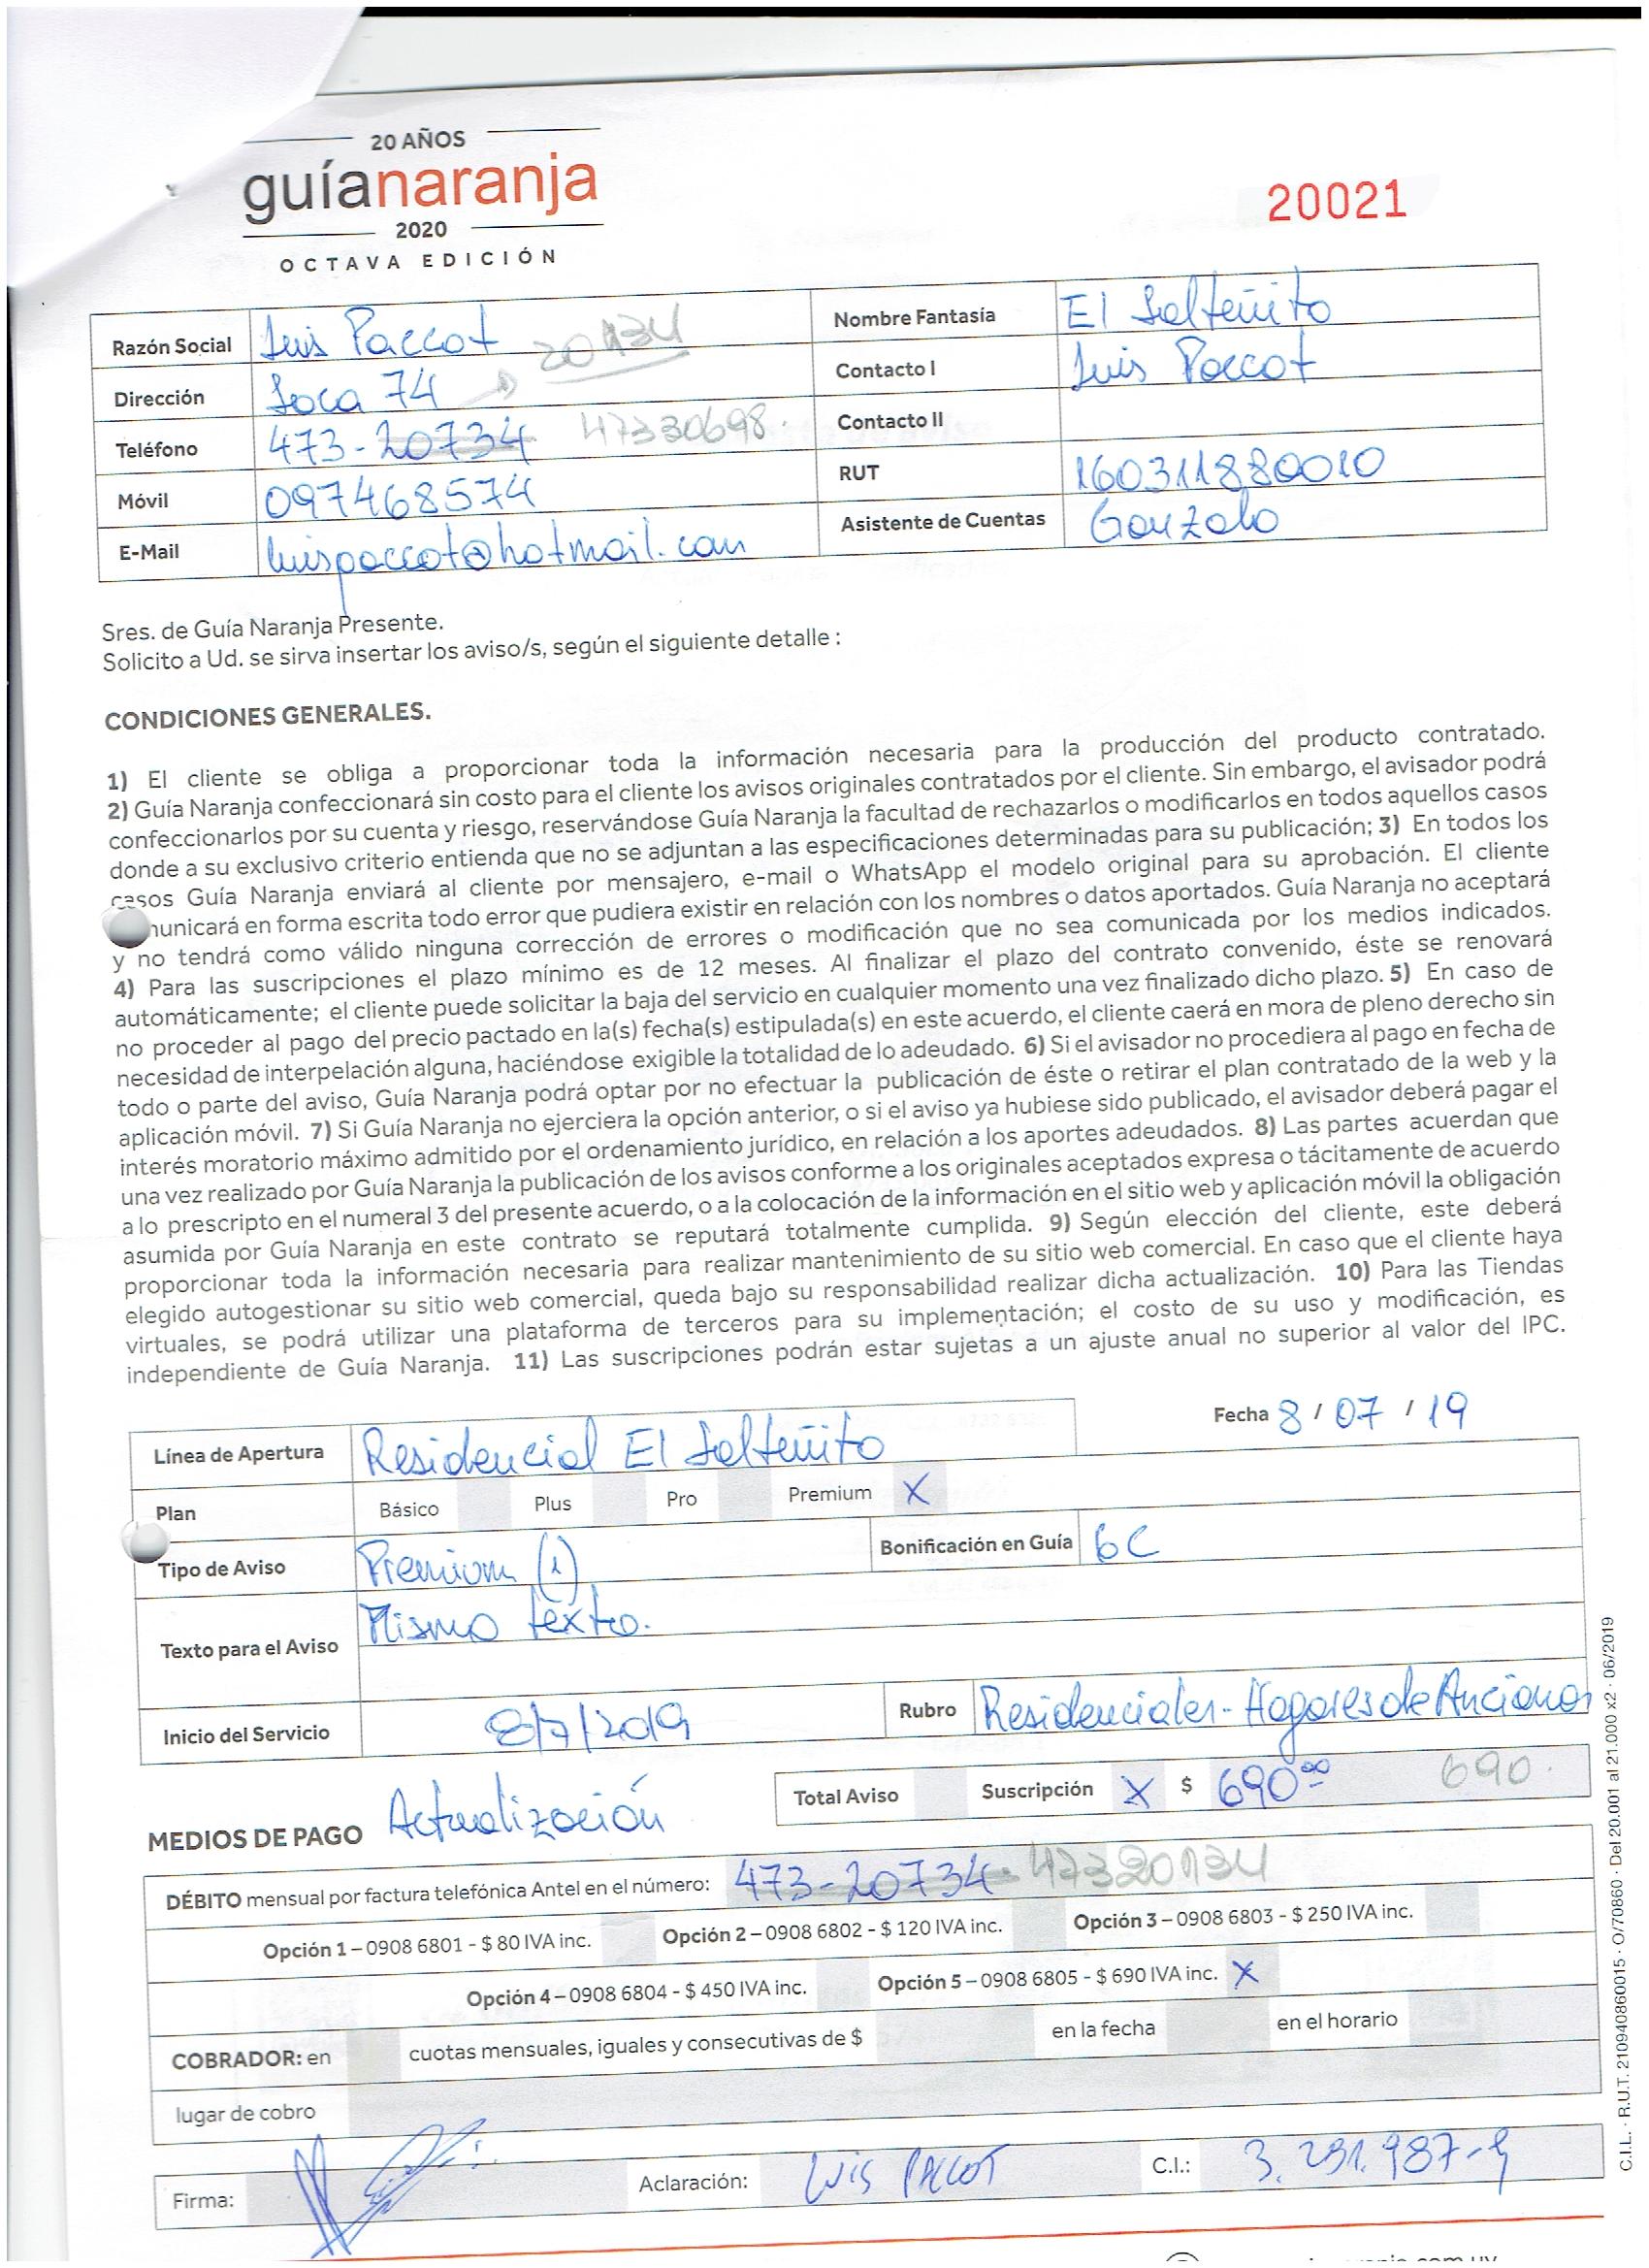 20 AÑOS
guíanaranja
2020
OCTAVA EDICIÓN
20021
Razón Social Luis Paccot 20134
Nombre Fantasía El Salteñito
Dirección Soca 74
Contacto I Luis Paccot
Teléfono 473-20734 47330698.
Contacto II
Móvil 097468574
RUT 160311880010
E-Mail luispaccot@hotmail.com
Asistente de Cuentas Gonzalo
Sres. de Guía Naranja Presente.
Solicito a Ud. se sirva insertar los aviso/s, según el siguiente detalle :
CONDICIONES GENERALES.
1) El cliente se obliga a proporcionar toda la información necesaria para la producción del producto contratado.
2) Guía Naranja confeccionará sin costo para el cliente los avisos originales contratados por el cliente. Sin embargo, el avisador podrá
confeccionarlos por su cuenta y riesgo, reservándose Guía Naranja la facultad de rechazarlos o modificarlos en todos aquellos casos
donde a su exclusivo criterio entienda que no se adjuntan a las especificaciones determinadas para su publicación; 3) En todos los
casos Guía Naranja enviará al cliente por mensajero, e-mail o WhatsApp el modelo original para su aprobación. El cliente
municará en forma escrita todo error que pudiera existir en relación con los nombres o datos aportados. Guía Naranja no aceptará
y no tendrá como válido ninguna corrección de errores o modificación que no sea comunicada por los medios indicados.
4) Para las suscripciones el plazo mínimo es de 12 meses. Al finalizar el plazo del contrato convenido, éste se renovará
automáticamente; el cliente puede solicitar la baja del servicio en cualquier momento una vez finalizado dicho plazo. 5) En caso de
no proceder al pago del precio pactado en la(s) fecha(s) estipulada(s) en este acuerdo, el cliente caerá en mora de pleno derecho sin
necesidad de interpelación alguna, haciéndose exigible la totalidad de lo adeudado. 6) Si el avisador no procediera al pago en fecha de
todo o parte del aviso, Guía Naranja podrá optar por no efectuar la publicación de éste o retirar el plan contratado de la web y la
aplicación móvil. 7) Si Guía Naranja no ejerciera la opción anterior, o si el aviso ya hubiese sido publicado, el avisador deberá pagar el
interés moratorio máximo admitido por el ordenamiento jurídico, en relación a los aportes adeudados. 8) Las partes acuerdan que
una vez realizado por Guía Naranja la publicación de los avisos conforme a los originales aceptados expresa o tácitamente de acuerdo
a lo prescripto en el numeral 3 del presente acuerdo, o a la colocación de la información en el sitio web y aplicación móvil la obligación
asumida por Guía Naranja en este contrato se reputará totalmente cumplida. 9) Según elección del cliente, este deberá
proporcionar toda la información necesaria para realizar mantenimiento de su sitio web comercial. En caso que el cliente haya
elegido autogestionar su sitio web comercial, queda bajo su responsabilidad realizar dicha actualización. 10) Para las Tiendas
virtuales, se podrá utilizar una plataforma de terceros para su implementación; el costo de su uso y modificación, es
independiente de Guía Naranja. 11) Las suscripciones podrán estar sujetas a un ajuste anual no superior al valor del IPC.
Fecha 8 / 07 / 19
Línea de Apertura Residencial El Salteñito
Plan Básico Plus Pro Premium X
Tipo de Aviso Premium (1) Bonificación en Guía 6C
Texto para el Aviso Mismo texto.
Inicio del Servicio 8/7/2019 Rubro Residenciales - Hogares de Ancianos
Total Aviso Suscripción X $ 690⁰⁰ 690.
MEDIOS DE PAGO Actualización
DÉBITO mensual por factura telefónica Antel en el número: 473-20734 47320134
Opción 1 – 0908 6801 - $ 80 IVA inc. Opción 2 – 0908 6802 - $ 120 IVA inc. Opción 3 – 0908 6803 - $ 250 IVA inc.
Opción 4 – 0908 6804 - $ 450 IVA inc. Opción 5 – 0908 6805 - $ 690 IVA inc. X
COBRADOR: en cuotas mensuales, iguales y consecutivas de $ en la fecha en el horario
lugar de cobro
Firma: Aclaración: LUIS PACCOT C.I.: 3.291.987-9
C.I.L. · R.U.T. 210940860015 · O/70860 · Del 20.001 al 21.000 x2 · 06/2019